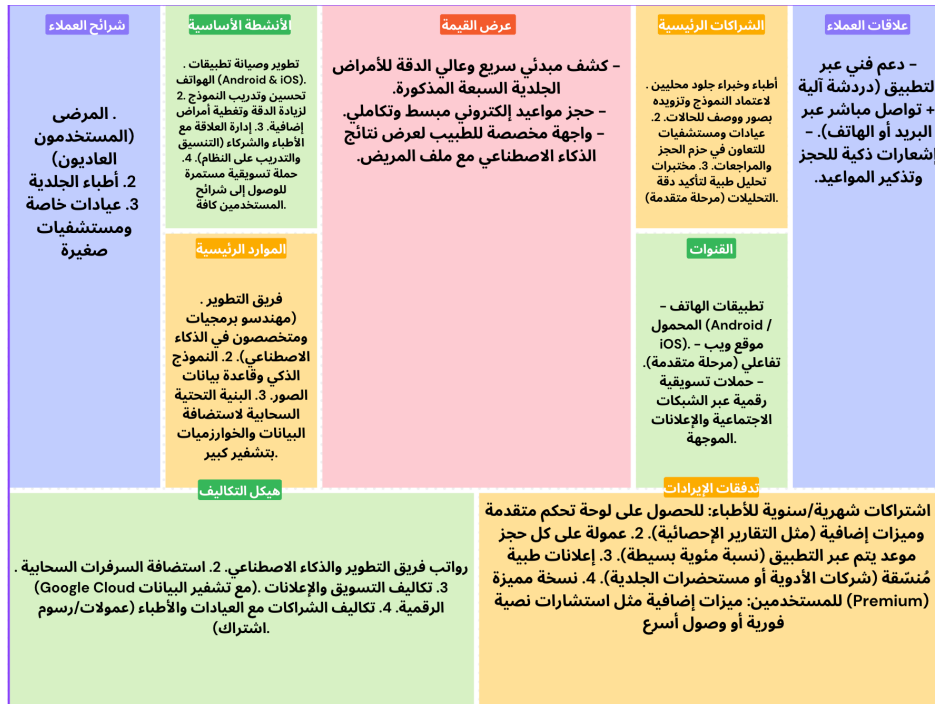 علاقات العملاء
– دعم فني عبر
التطبيق (دردشة آلية
+ تواصل مباشر عبر
البريد أو الهاتف). –
إشعارات ذكية للحجز
وتذكير المواعيد.
الشراكات الرئيسية
أطباء وخبراء جلود محليين .
لاعتماد النموذج وتزويده
بصور ووصف للحالات. 2.
عيادات ومستشفيات
للتعاون في حزم الحجز
والمراجعات. 3. مختبرات
تحليل طبية لتأكيد دقة
التحليلات (مرحلة متقدمة).
القنوات
– تطبيقات الهاتف
المحمول (Android /
iOS). – موقع ويب
تفاعلي (مرحلة متقدمة).
– حملات تسويقية
رقمية عبر الشبكات
الاجتماعية والإعلانات
الموجهة.
عرض القيمة
– كشف مبدئي سريع وعالي الدقة للأمراض
الجلدية السبعة المذكورة.
– حجز مواعيد إلكتروني مبسط وتكاملي.
– واجهة مخصصة للطبيب لعرض نتائج
الذكاء الاصطناعي مع ملف المريض.
الأنشطة الأساسية
تطوير وصيانة تطبيقات .
الهواتف (Android & iOS).
2. تحسين وتدريب النموذج
لزيادة الدقة وتغطية أمراض
إضافية. 3. إدارة العلاقة مع
الأطباء والشركاء (التنسيق
والتدريب على النظام). 4.
حملة تسويقية مستمرة
للوصول إلى شرائح
المستخدمين كافة.
الموارد الرئيسية
فريق التطوير .
(مهندسو برمجيات
ومتخصصون في الذكاء
الاصطناعي). 2. النموذج
الذكي وقاعدة بيانات
الصور. 3. البنية التحتية
السحابية لاستضافة
البيانات والخوارزميات
بتشفير كبير.
شرائح العملاء
. المرضى
(المستخدمون
العاديون)
2. أطباء الجلدية
3. عيادات خاصة
ومستشفيات
صغيرة
تدفقات الإيرادات
اشتراكات شهرية/سنوية للأطباء: للحصول على لوحة تحكم متقدمة
وميزات إضافية (مثل التقارير الإحصائية). 2. عمولة على كل حجز
موعد يتم عبر التطبيق (نسبة مئوية بسيطة). 3. إعلانات طبية
مُنسّقة (شركات الأدوية أو مستحضرات الجلدية). 4. نسخة مميزة
(Premium) للمستخدمين: ميزات إضافية مثل استشارات نصية
فورية أو وصول أسرع
هيكل التكاليف
رواتب فريق التطوير والذكاء الاصطناعي. 2. استضافة السرفرات السحابية .
(Google Cloud مع تشفير البيانات). 3. تكاليف التسويق والإعلانات
الرقمية. 4. تكاليف الشراكات مع العيادات والأطباء (عمولات/رسوم
اشتراك).